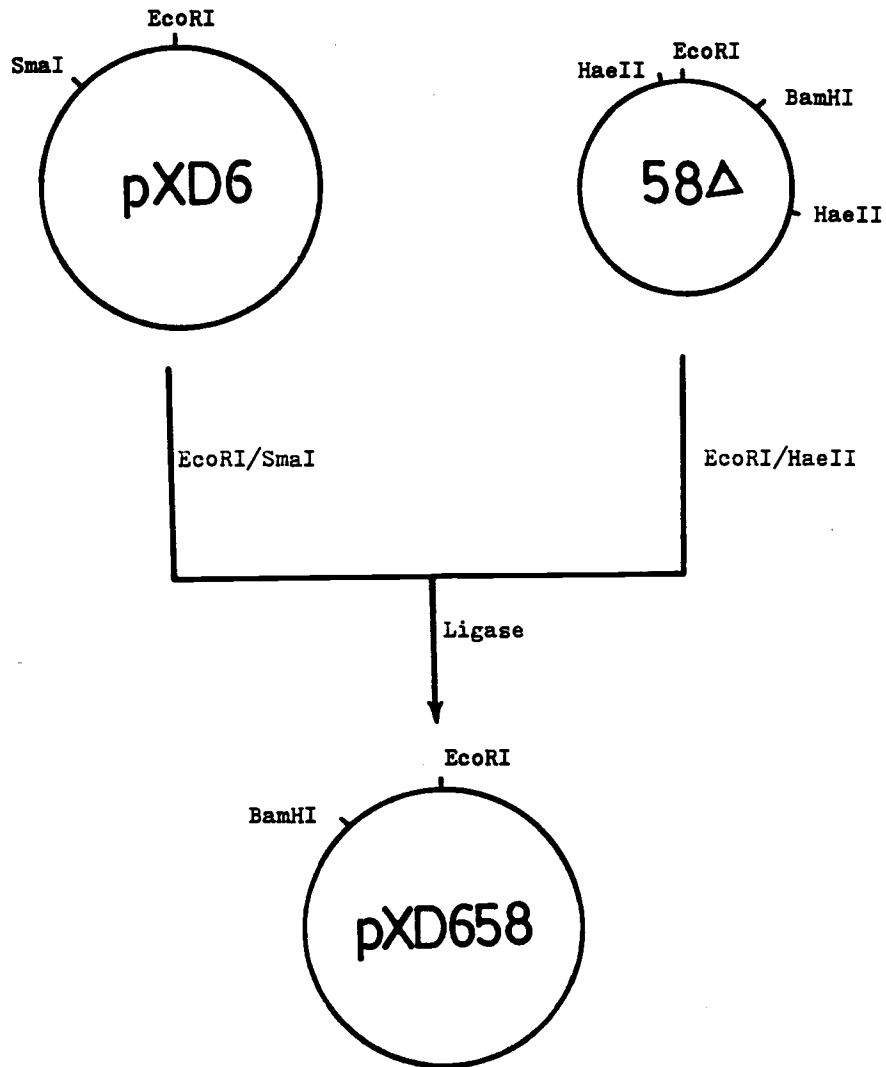 EcoRI
SmaI
pXD6
EcoRI
HaeII
BamHI
58Δ
HaeII
EcoRI/SmaI
EcoRI/HaeII
Ligase
EcoRI
BamHI
pXD658